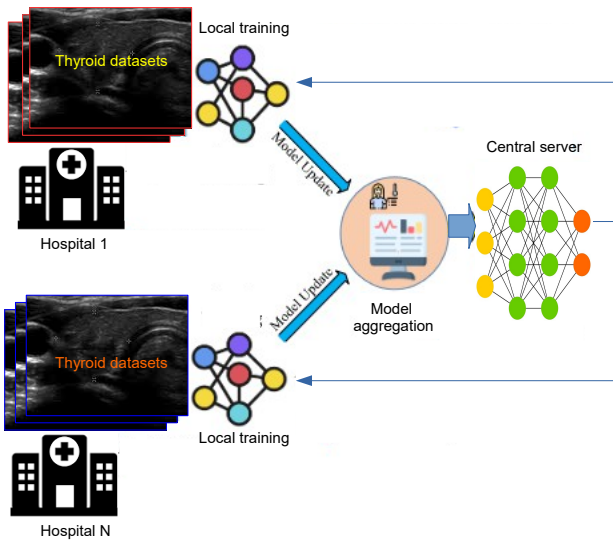 Local training
Thyroid datasets
Model Update
Central server
Hospital 1
Model
aggregation
Model Update
Thyroid datasets
Local training
Hospital N